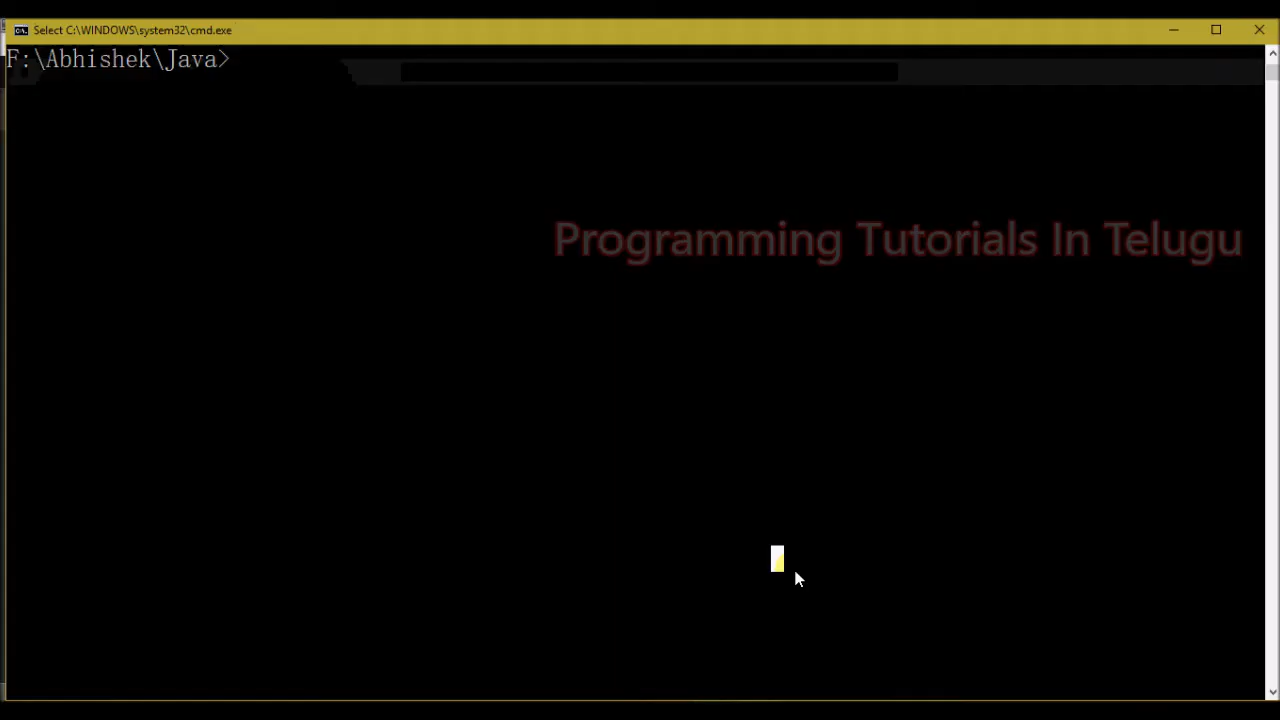 Select C:\WINDOWS\system32\cmd.exe
F:\Abhishek\Java>
Programming Tutorials In Telugu